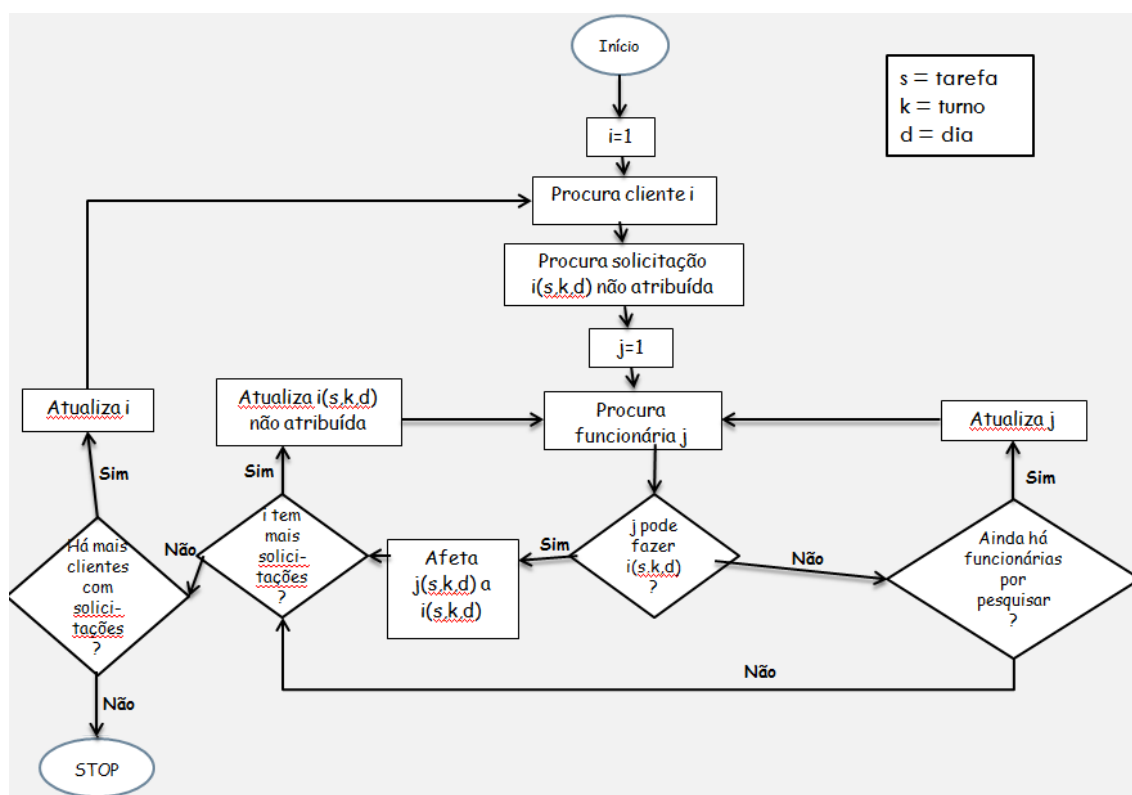 Início
s = tarefa
k = turno
d = dia
i=1
Procura cliente i
Procura solicitação
i(s,k,d) não atribuída
j=1
Atualiza i
Atualiza i(s,k,d)
não atribuída
Procura
funcionária j
Atualiza j
Sim
Sim
Sim
Há mais
clientes
com
solici-
tações
?
Não
i tem
mais
solici-
tações
?
Afeta
j(s,k,d) a
i(s,k,d)
Sim
j pode
fazer
i(s,k,d)
?
Não
Ainda há
funcionárias
por
pesquisar
?
Não
Não
STOP